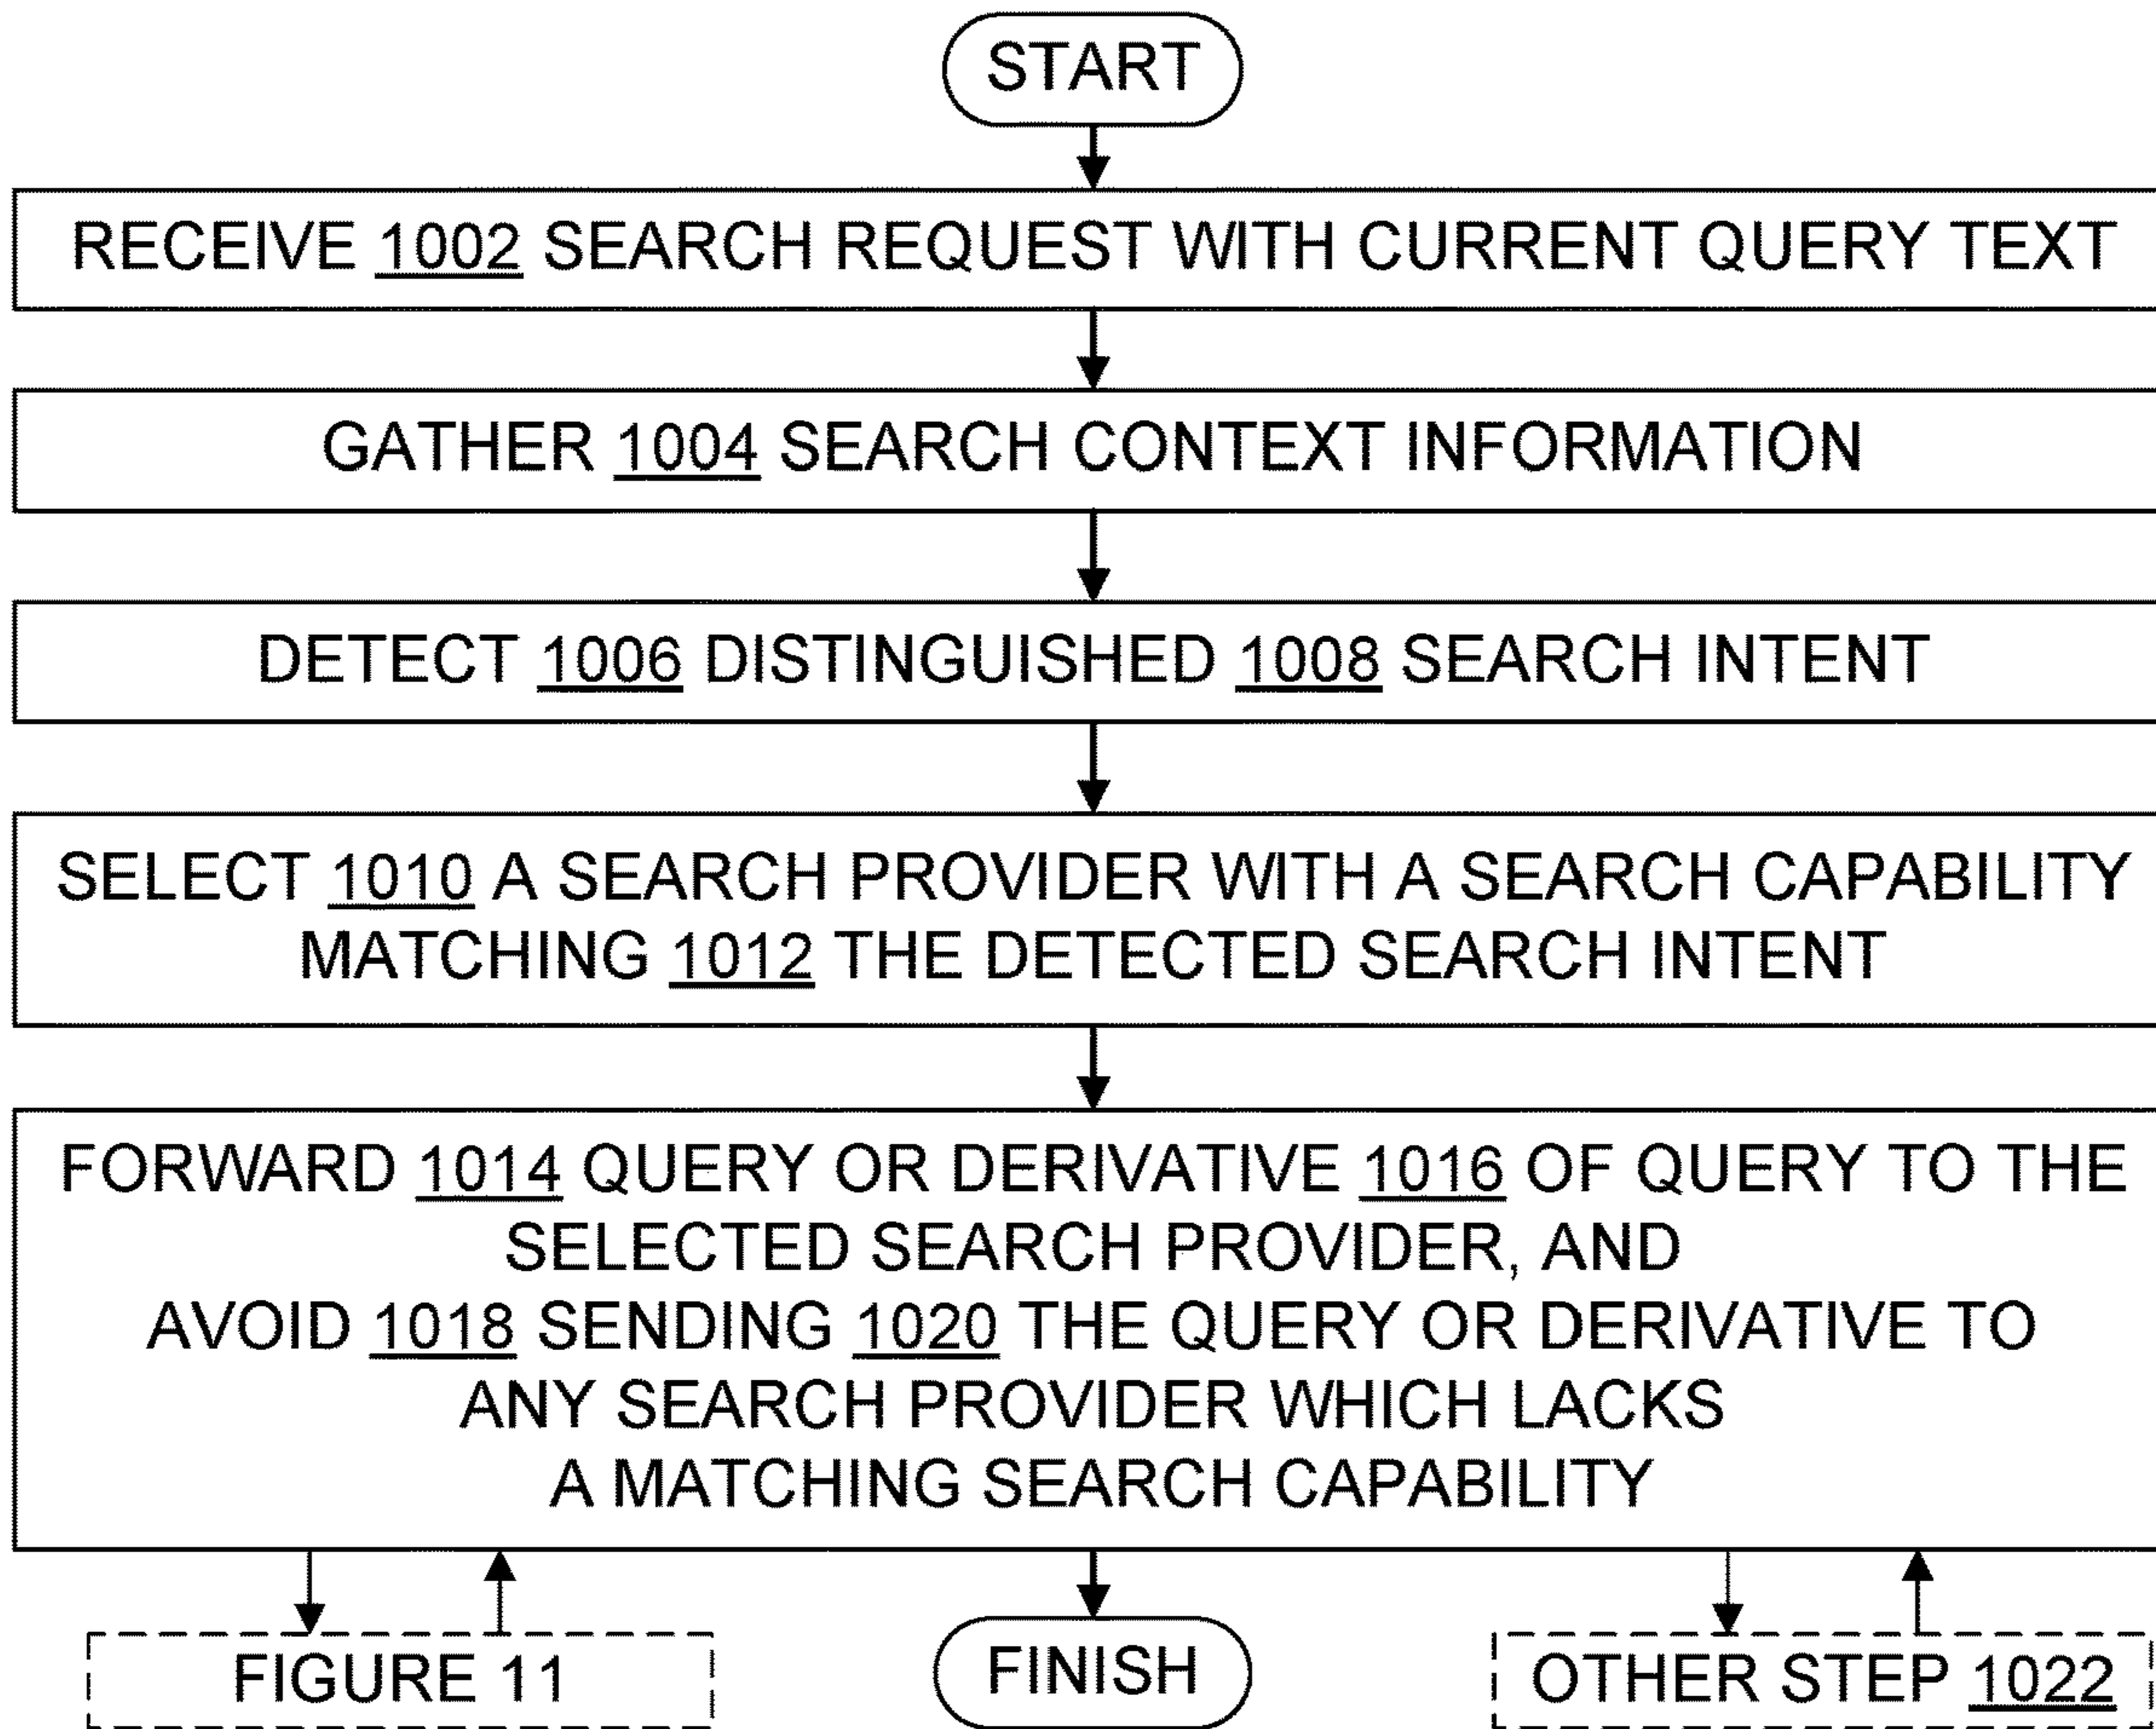 START
RECEIVE 1002 SEARCH REQUEST WITH CURRENT QUERY TEXT
GATHER 1004 SEARCH CONTEXT INFORMATION
DETECT 1006 DISTINGUISHED 1008 SEARCH INTENT
SELECT 1010 A SEARCH PROVIDER WITH A SEARCH CAPABILITY
MATCHING 1012 THE DETECTED SEARCH INTENT
FORWARD 1014 QUERY OR DERIVATIVE 1016 OF QUERY TO THE
SELECTED SEARCH PROVIDER, AND
AVOID 1018 SENDING 1020 THE QUERY OR DERIVATIVE TO
ANY SEARCH PROVIDER WHICH LACKS
A MATCHING SEARCH CAPABILITY
FIGURE 11
FINISH
OTHER STEP 1022